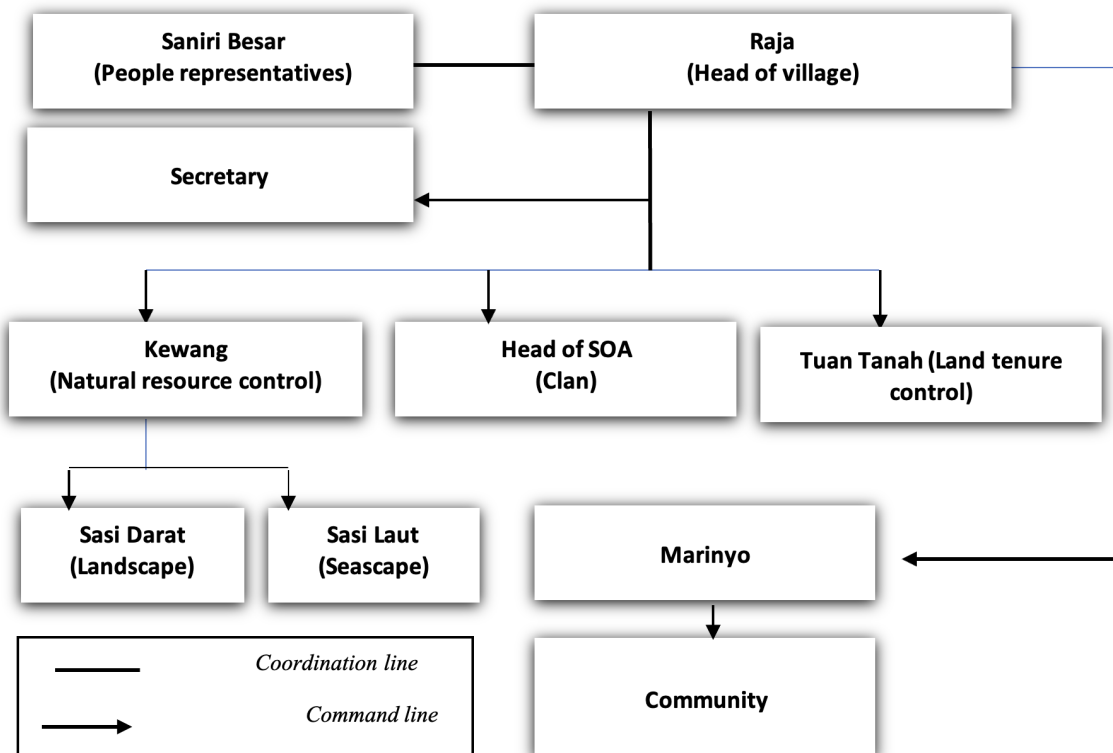 Saniri Besar
(People representatives)
Raja
(Head of village)
Secretary
Kewang
(Natural resource control)
Head of SOA
(Clan)
Tuan Tanah (Land tenure
control)
Sasi Darat
(Landscape)
Sasi Laut
(Seascape)
Marinyo
Community
Coordination line
Command line